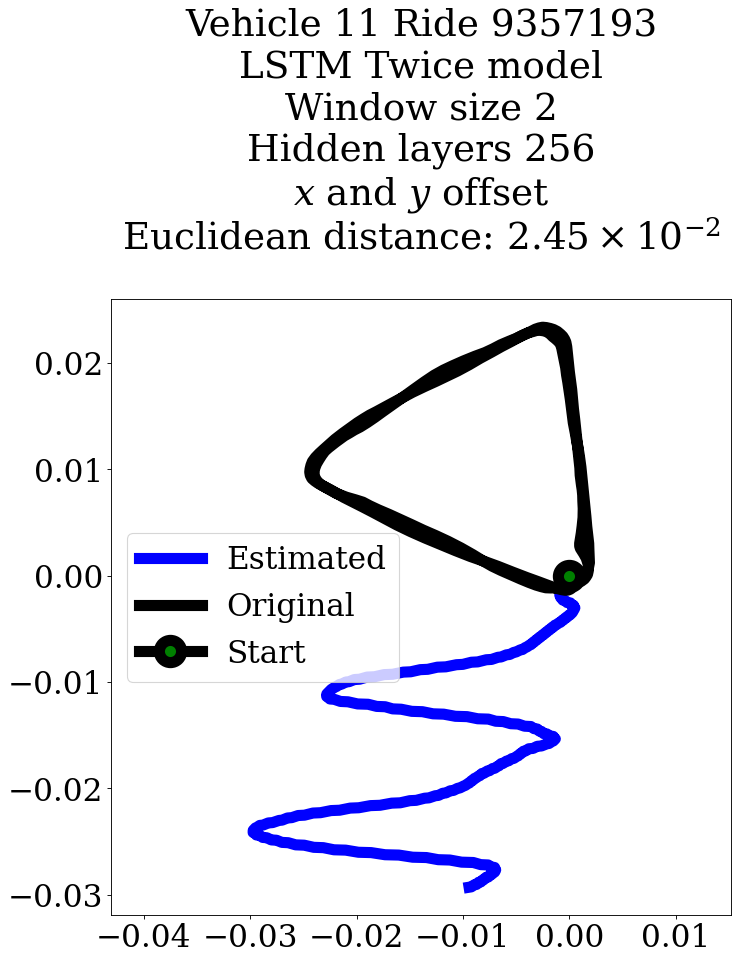 Vehicle 11 Ride 9357193
LSTM Twice model
Window size 2
Hidden layers 256
x and y offset
Euclidean distance: 2.45 × 10⁻²
0.02
0.01
0.00
−0.01
−0.02
−0.03
Estimated
Original
Start
−0.04 −0.03 −0.02 −0.01 0.00 0.01